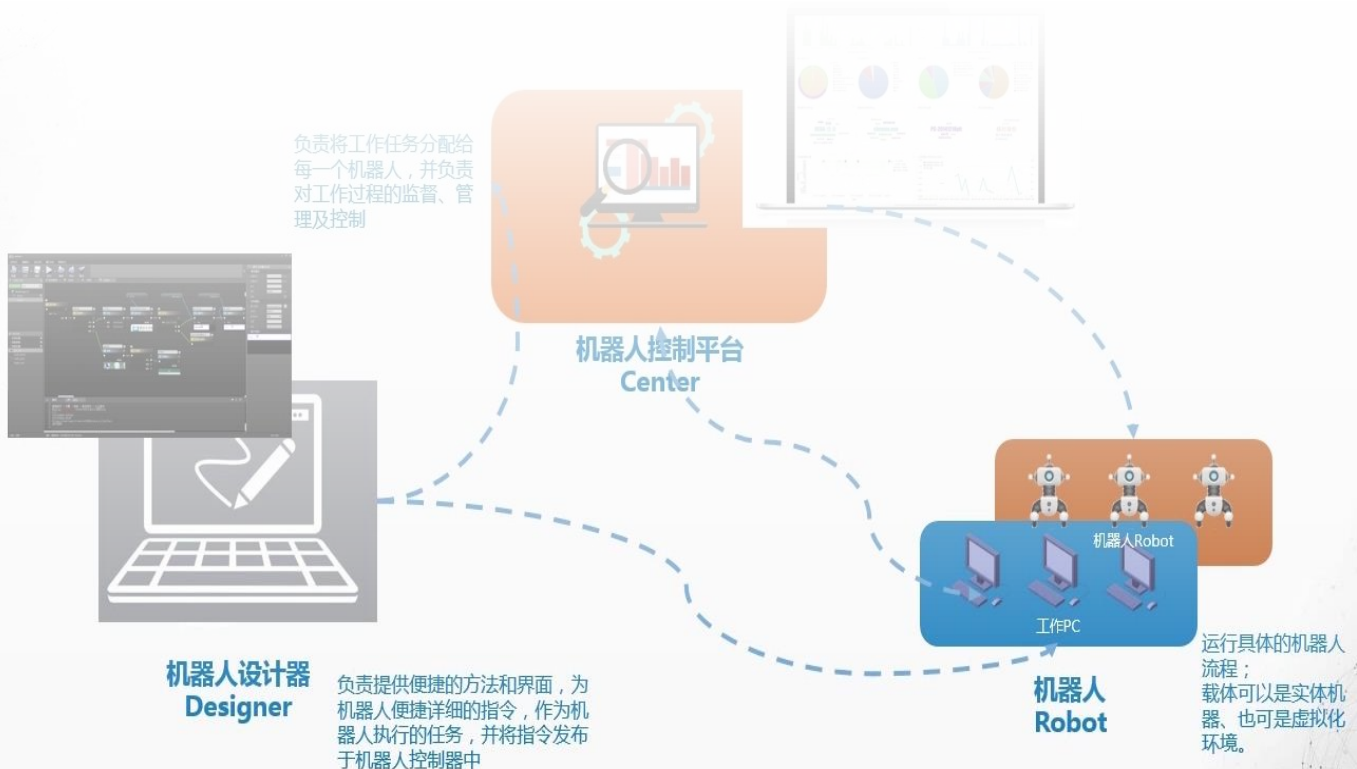 负责将工作任务分配给
每一个机器人，并负责
对工作过程的监督、管
理及控制
机器人控制平台
Center
机器人Robot
工作PC
机器人设计器
Designer
负责提供便捷的方法和界面，为
机器人便捷详细的指令，作为机
器人执行的任务，并将指令发布
于机器人控制器中
机器人
Robot
运行具体的机器人
流程；
载体可以是实体机
器、也可是虚拟化
环境。